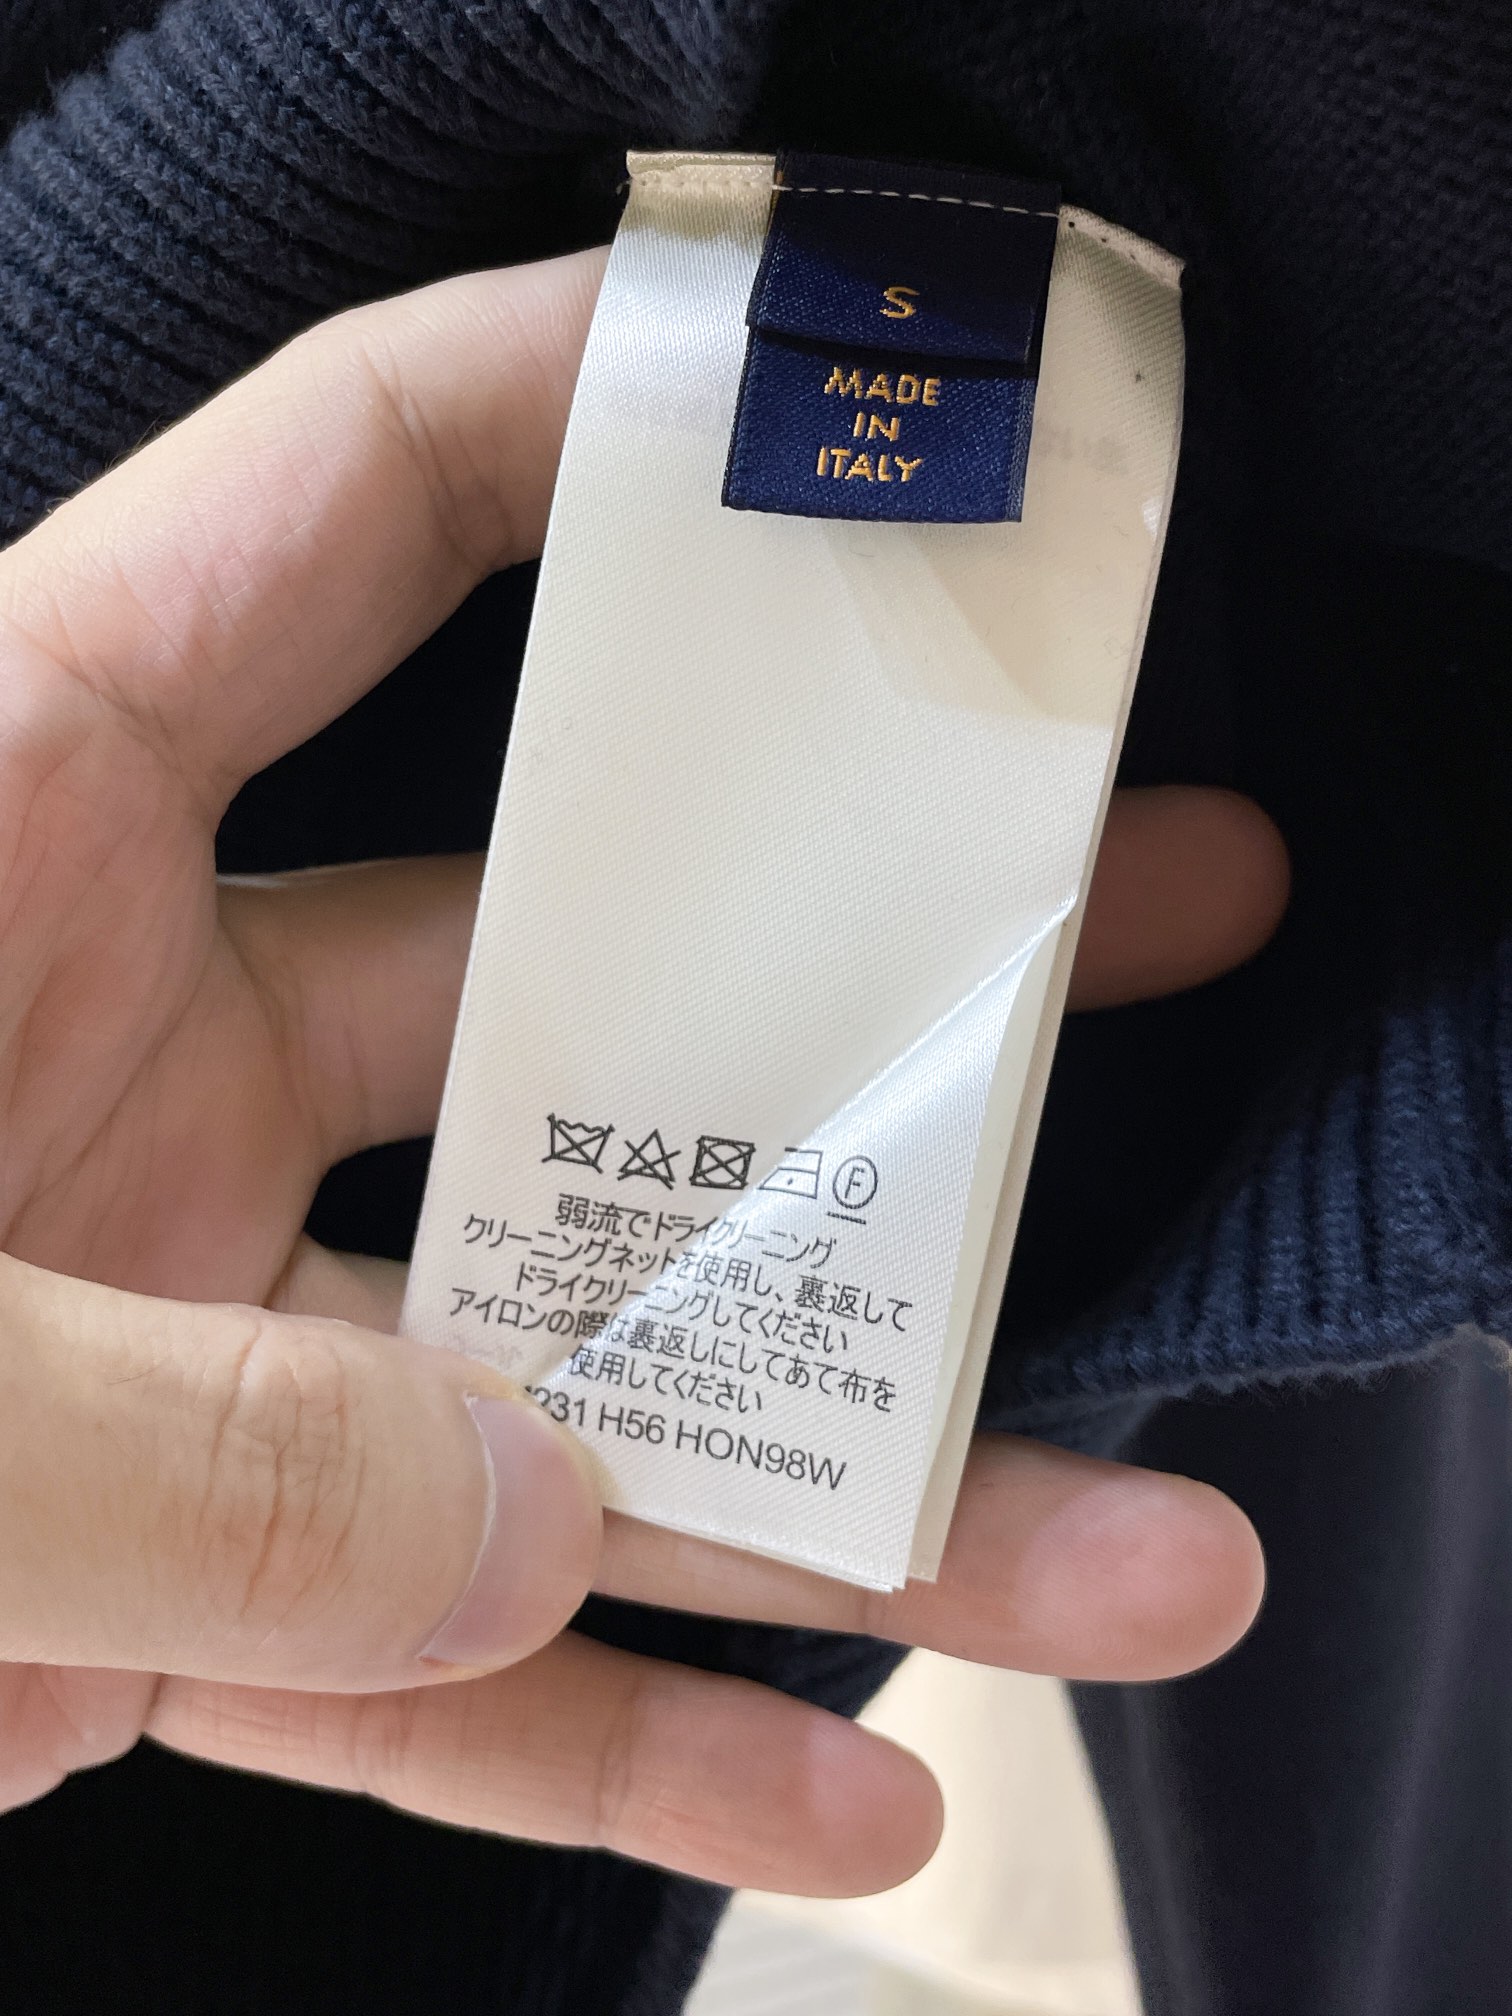 S
MADE
IN
ITALY
F
弱流でドライクリーニング
クリーニングネットを使用し、裏返して
ドライクリーニングしてください
アイロンの際は裏返しにしてあて布を
使用してください
231 H56 HON98W